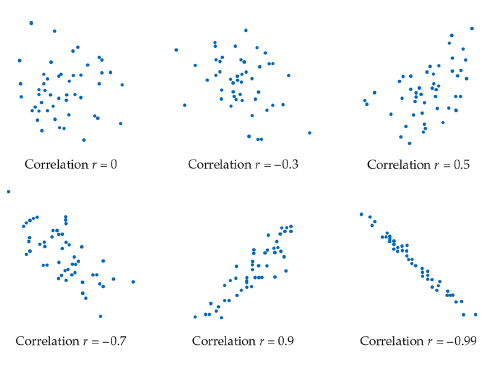 Correlation r = 0
Correlation r = −0.3
Correlation r = 0.5
Correlation r = −0.7
Correlation r = 0.9
Correlation r = −0.99